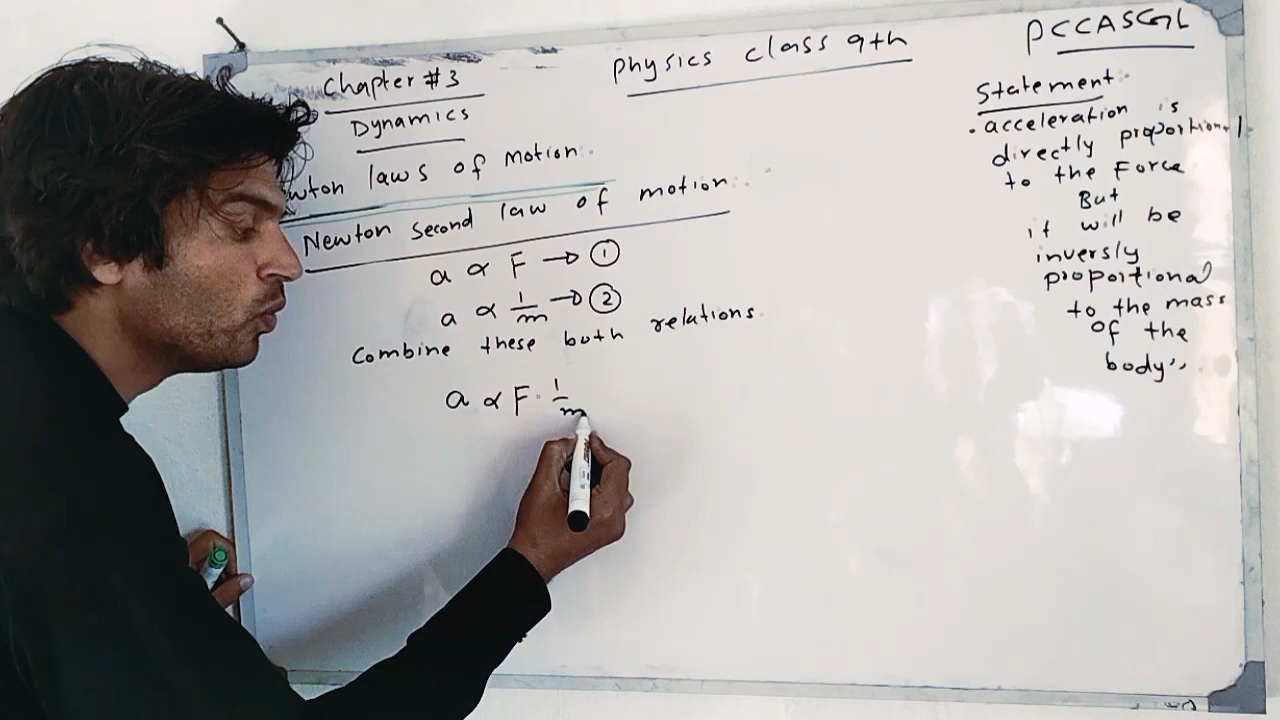 Physics class 9th
PCCASGL
Chapter #3
Dynamics
wton laws of Motion.
Newton Second law of motion.
a ∝ F → ①
a ∝ 1/m → ②
Combine these both relations.
a ∝ F · 1/m
Statement.
. acceleration is
directly proportional
to the Force
But
it will be
inversly
proportional
to the mass
of the
body".